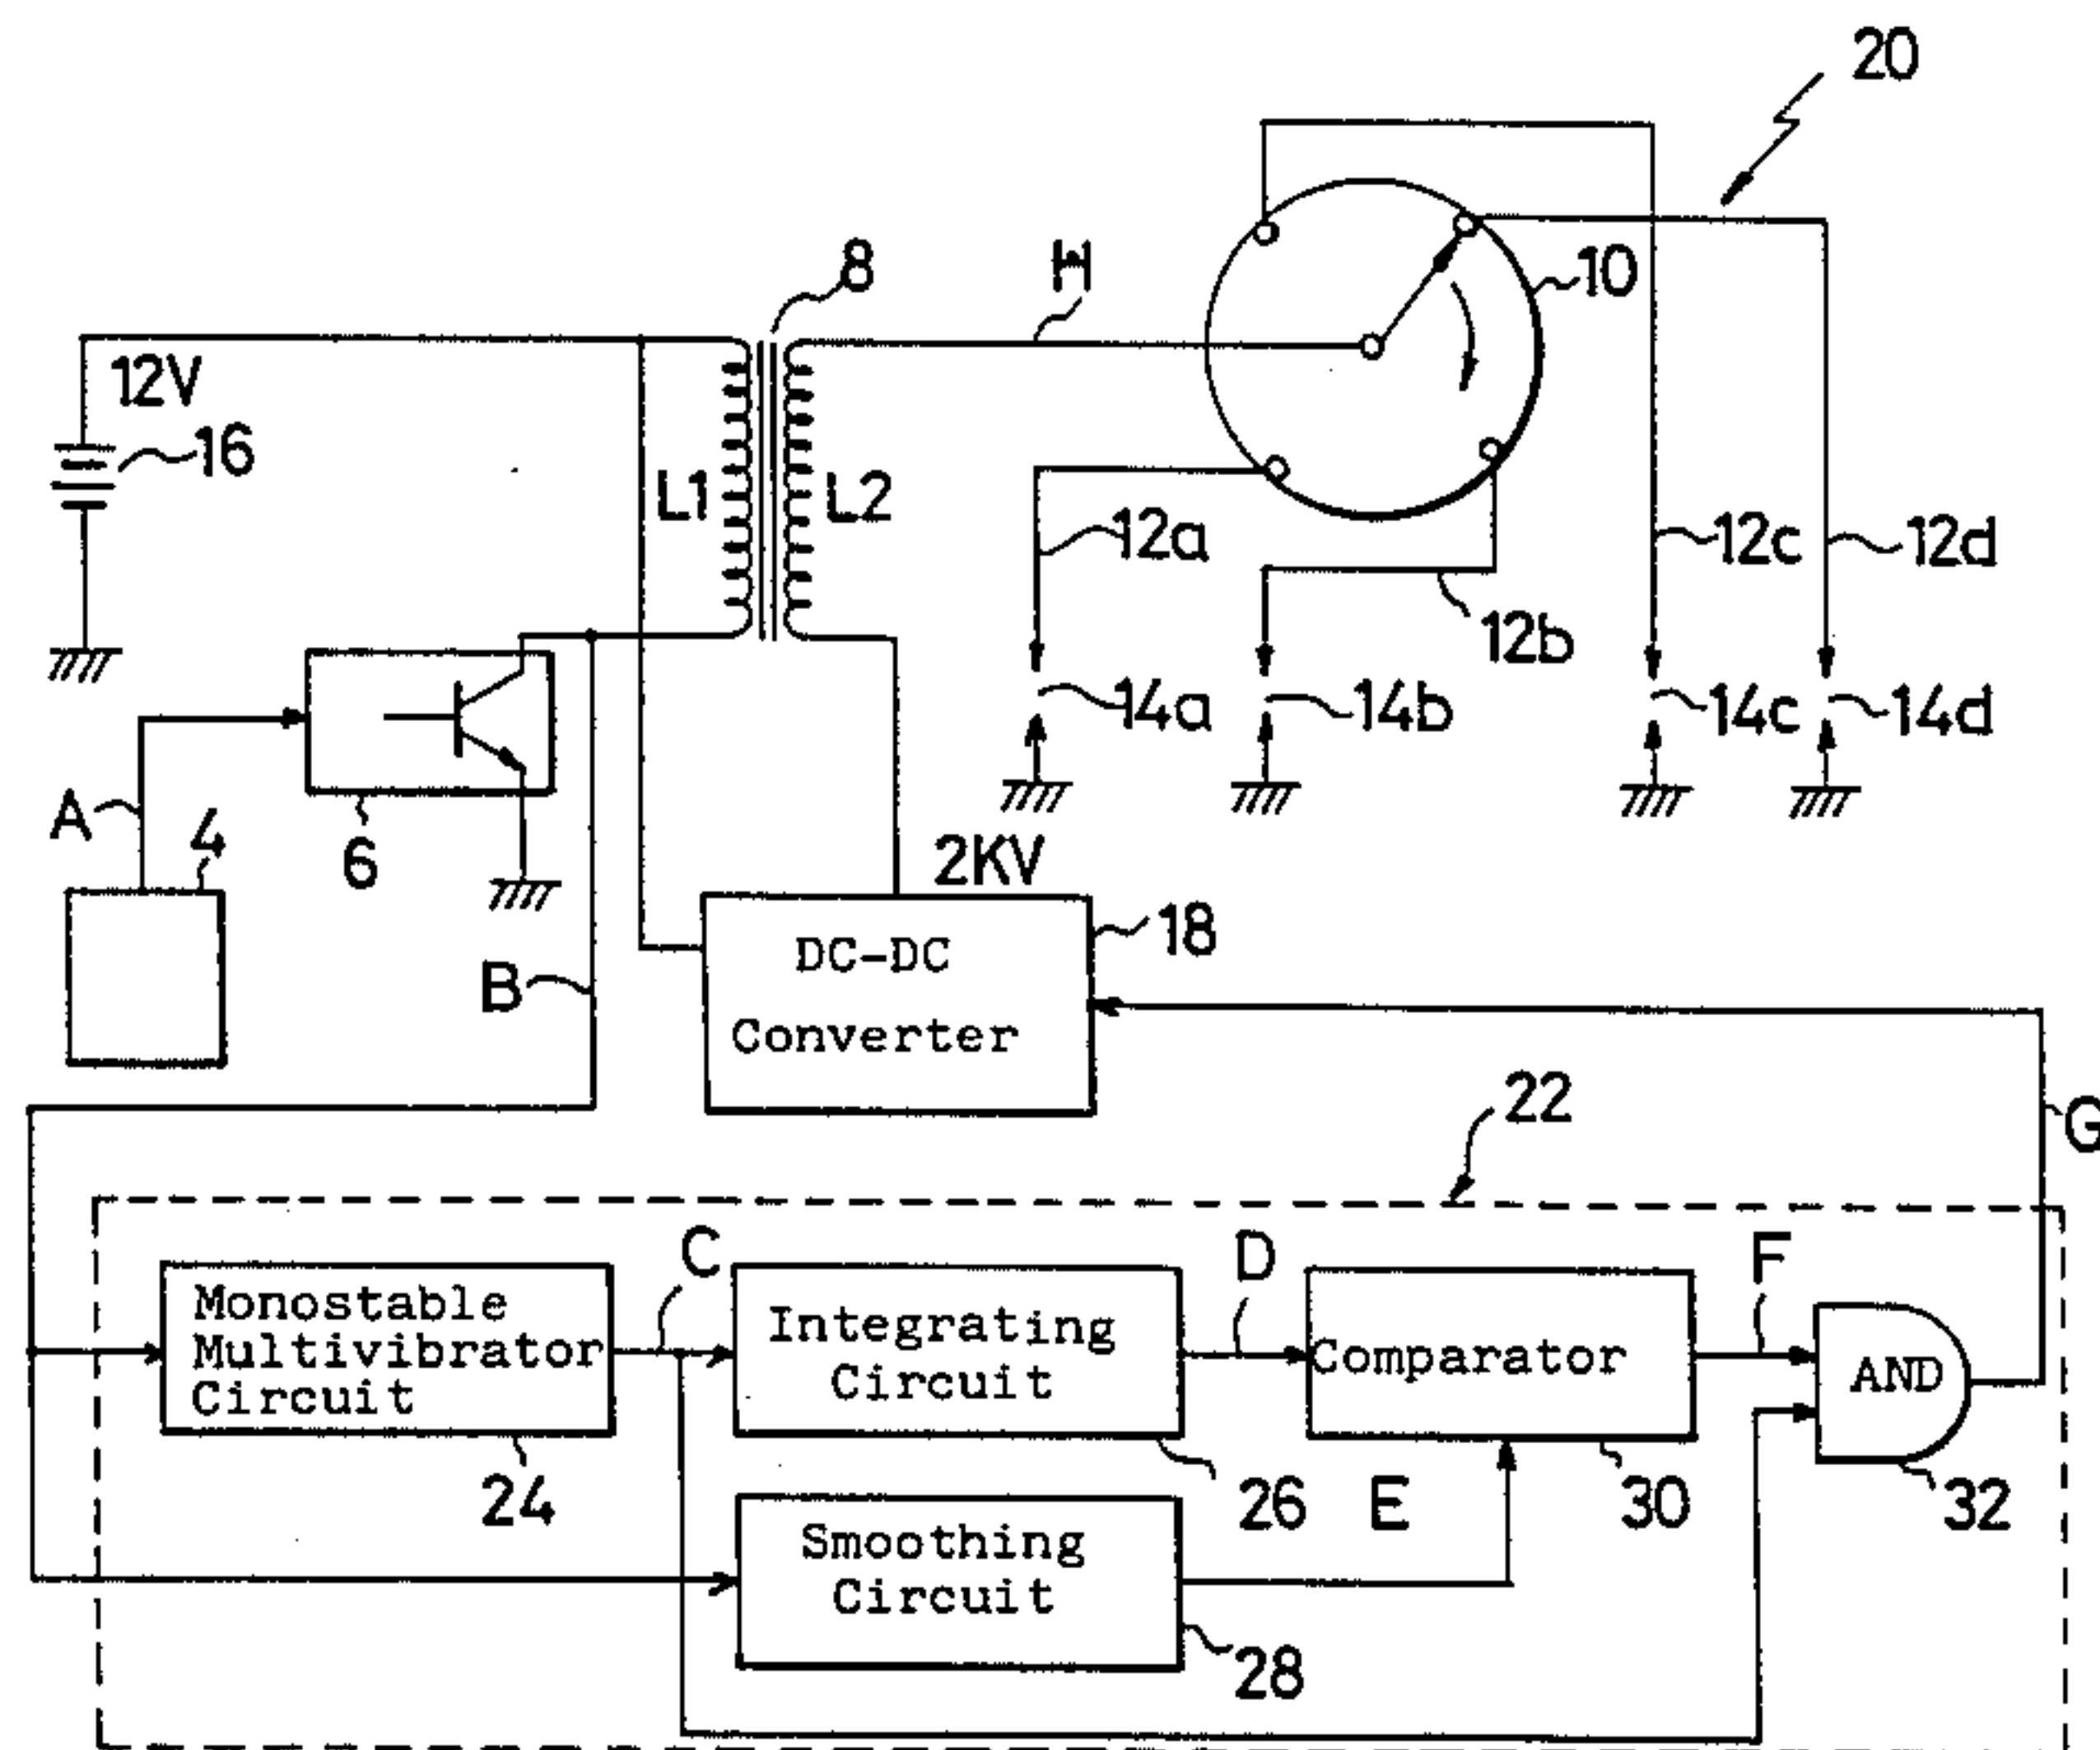 20
8
H
10
12V
16
L1
L2
12a
12c
12d
12b
14a
14b
14c
14d
A
4
6
2KV
DC-DC
Converter
18
B
22
G
C
D
F
Monostable
Multivibrator
Circuit
Integrating
Circuit
Comparator
AND
24
26
E
30
32
Smoothing
Circuit
28